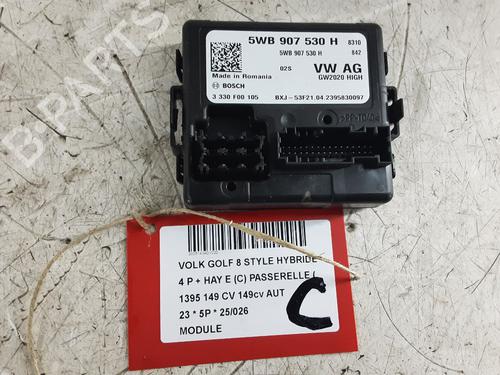 5WB 907 530 H 8310
5WB 907 530 H 842
02S VW AG
Made in Romania GW2020 HIGH
BOSCH
3 330 F00 105 BXJ-53F21.04.2395830097
>PP-TD40<
B-PARTS
VOLK GOLF 8 STYLE HYBRIDE
4 P + HAY E (C) PASSERELLE (
1395 149 CV 149cv AUT
23 * 5P * 25/026
MODULE
C